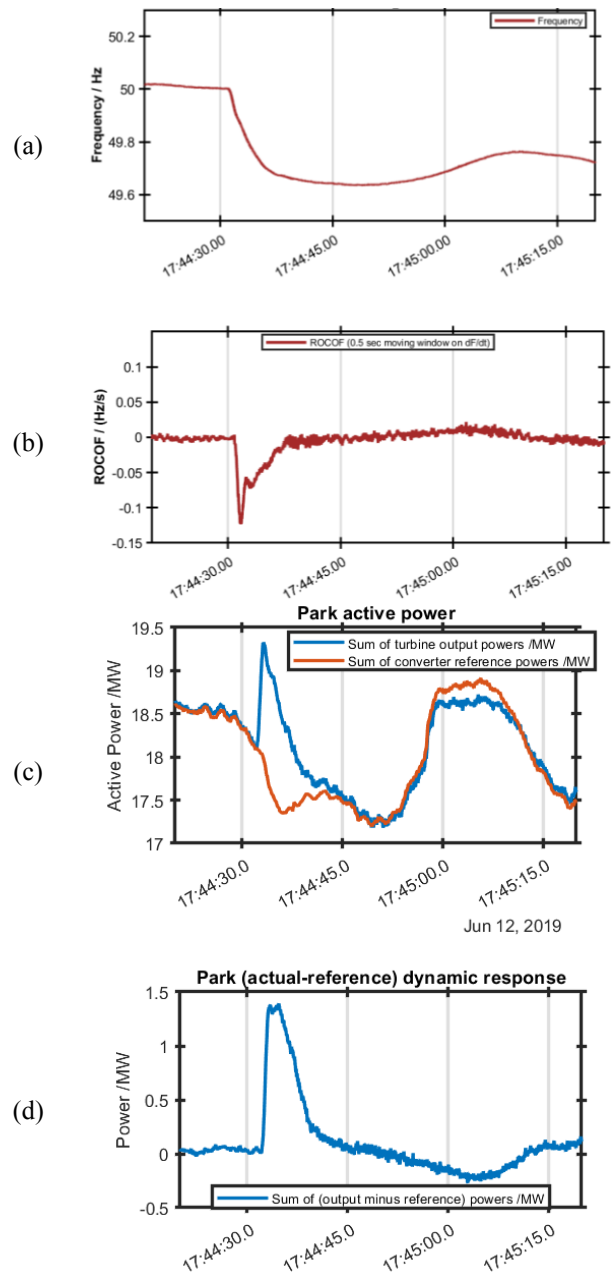 50.2
Frequency
50
Frequency / Hz
(a)
49.8
49.6
17:44:30.00
17:44:45.00
17:45:00.00
17:45:15.00
ROCOF (0.5 sec moving window on dF/dt)
0.1
0.05
0
ROCOF / (Hz/s)
(b)
-0.05
-0.1
-0.15
17:44:30.00
17:44:45.00
17:45:00.00
17:45:15.00
Park active power
19.5
Sum of turbine output powers /MW
Sum of converter reference powers /MW
19
18.5
Active Power /MW
(c)
18
17.5
17
17:44:30.0
17:44:45.0
17:45:00.0
17:45:15.0
Jun 12, 2019
Park (actual-reference) dynamic response
1.5
1
Power /MW
(d)
0.5
0
-0.5
Sum of (output minus reference) powers /MW
17:44:30.0
17:44:45.0
17:45:00.0
17:45:15.0